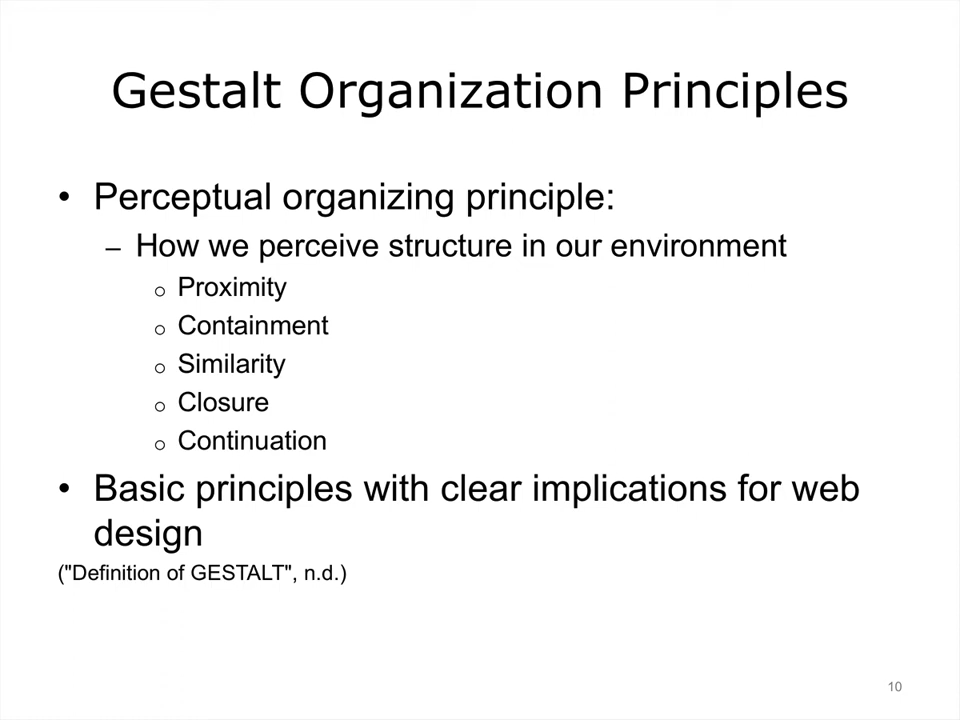 Gestalt Organization Principles
• Perceptual organizing principle:
– How we perceive structure in our environment
o Proximity
o Containment
o Similarity
o Closure
o Continuation
• Basic principles with clear implications for web
design
("Definition of GESTALT", n.d.)
10